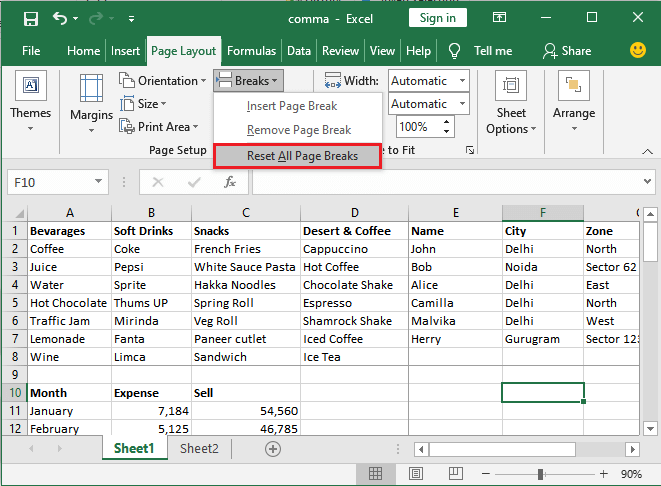 comma - Excel
Sign in
File Home Insert Page Layout Formulas Data Review View Tell me Share
Themes
Margins
Orientation
Size
Print Area
Page Setup
Breaks
Insert Page Break
Remove Page Break
Reset All Page Breaks
Width: Automatic
Automatic
100%
e to Fit
Sheet Options
Arrange
F10
fx
A B C D E F
1 Bevarages Soft Drinks Snacks Desert & Coffee Name City Zone
2 Coffee Coke French Fries Cappuccino John Delhi North
3 Juice Pepsi White Sauce Pasta Hot Coffee Bob Noida Sector 62
4 Water Sprite Hakka Noodles Chocolate Shake Alice Delhi East
5 Hot Chocolate Thums UP Spring Roll Espresso Camilla Delhi North
6 Traffic Jam Mirinda Veg Roll Shamrock Shake Malvika Delhi West
7 Lemonade Fanta Paneer cutlet Iced Coffee Herry Gurugram Sector
8 Wine Limca Sandwich Ice Tea
9
10 Month Expense Sell
11 January 7,184 54,560
12 February 5,125 46,785
Sheet1 Sheet2
90%